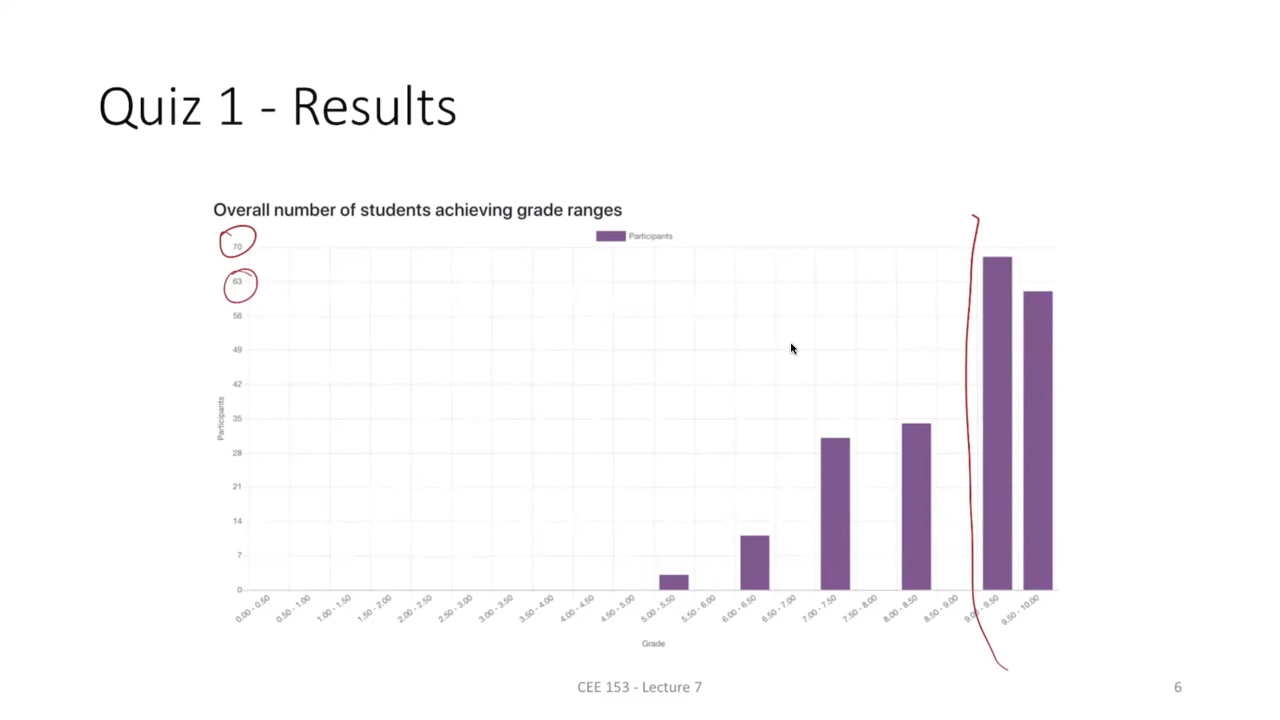 Quiz 1 - Results
Overall number of students achieving grade ranges
Participants
70
63
56
49
42
35
28
21
14
7
0
Participants
0.00 - 0.50
0.50 - 1.00
1.00 - 1.50
1.50 - 2.00
2.00 - 2.50
2.50 - 3.00
3.00 - 3.50
3.50 - 4.00
4.00 - 4.50
4.50 - 5.00
5.00 - 5.50
5.50 - 6.00
6.00 - 6.50
6.50 - 7.00
7.00 - 7.50
7.50 - 8.00
8.00 - 8.50
8.50 - 9.00
9.00 - 9.50
9.50 - 10.00
Grade
CEE 153 - Lecture 7
6